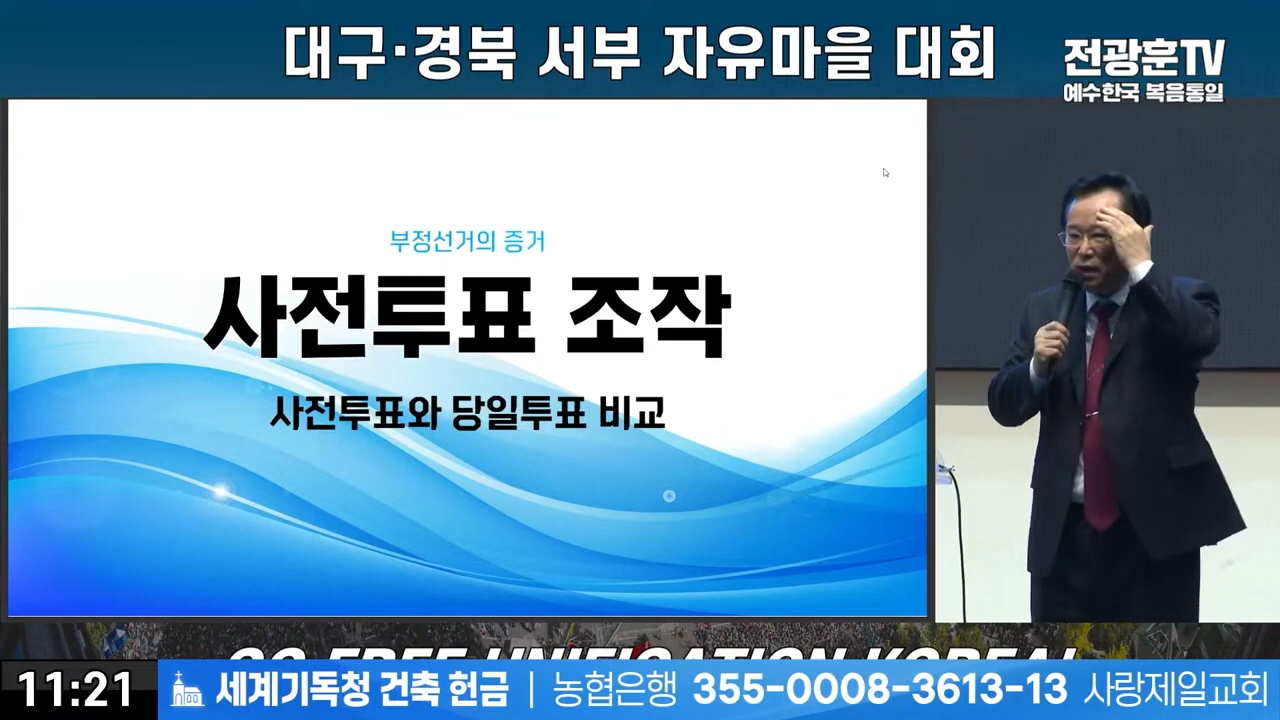 대구·경북 서부 자유마을 대회
전광훈TV
예수한국 복음통일
부정선거의 증거
사전투표 조작
사전투표와 당일투표 비교
11:21
세계기독청 건축 헌금 | 농협은행 355-0008-3613-13 사랑제일교회